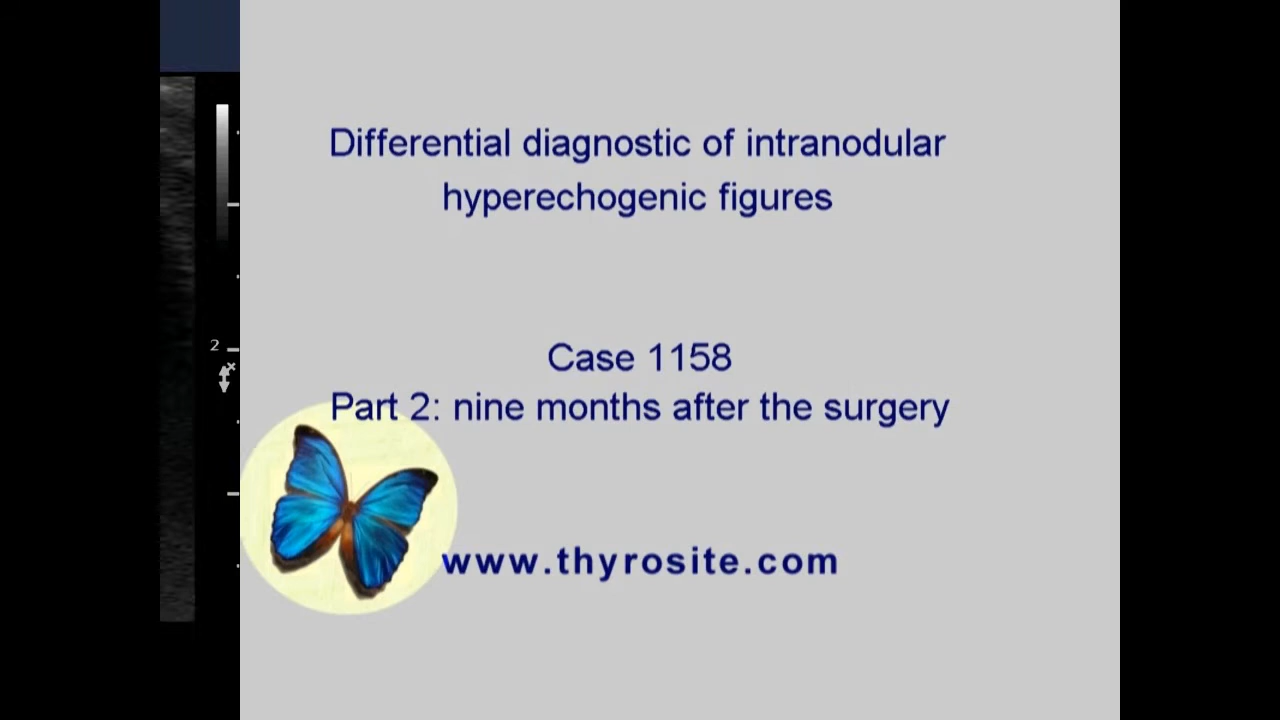 Differential diagnostic of intranodular
hyperechogenic figures
2
Case 1158
Part 2: nine months after the surgery
www.thyrosite.com